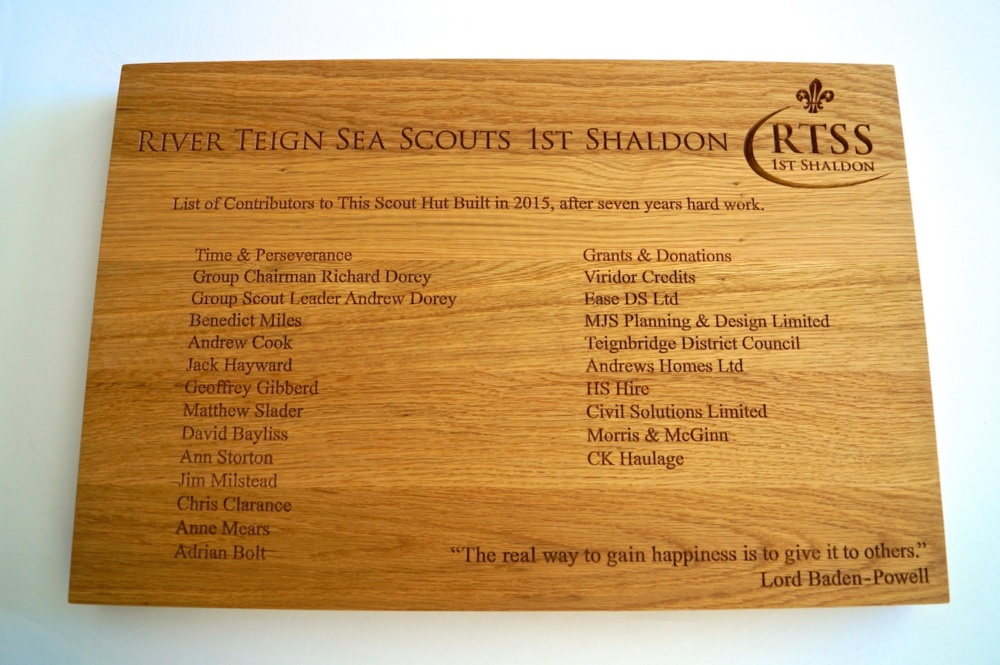 River Teign Sea Scouts 1st Shaldon
RTSS
1st Shaldon
List of Contributors to This Scout Hut Built in 2015, after seven years hard work.
Time & Perseverance
Group Chairman Richard Dorey
Group Scout Leader Andrew Dorey
Benedict Miles
Andrew Cook
Jack Hayward
Geoffrey Gibberd
Matthew Slader
David Bayliss
Ann Storton
Jim Milstead
Chris Clarance
Anne Mears
Adrian Bolt
Grants & Donations
Viridor Credits
Ease DS Ltd
MJS Planning & Design Limited
Teignbridge District Council
Andrews Homes Ltd
HS Hire
Civil Solutions Limited
Morris & McGinn
CK Haulage
“The real way to gain happiness is to give it to others.”
Lord Baden-Powell